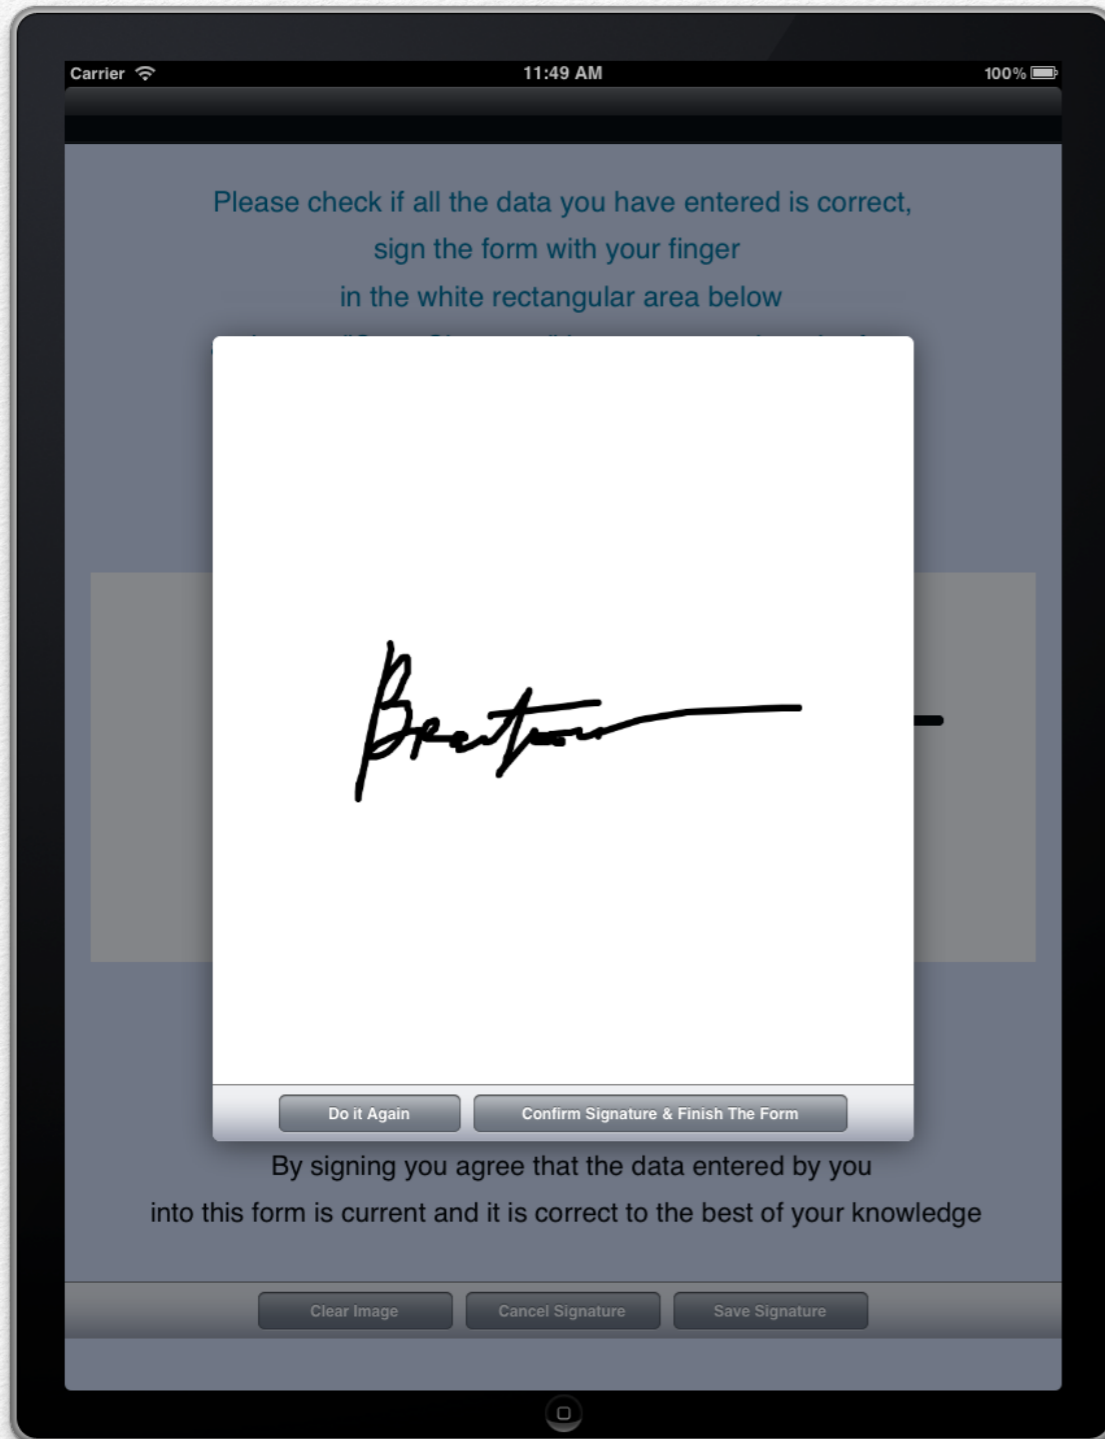 Carrier
11:49 AM
100%
Please check if all the data you have entered is correct,
sign the form with your finger
in the white rectangular area below
Do it Again
Confirm Signature & Finish The Form
By signing you agree that the data entered by you
into this form is current and it is correct to the best of your knowledge
Clear Image
Cancel Signature
Save Signature